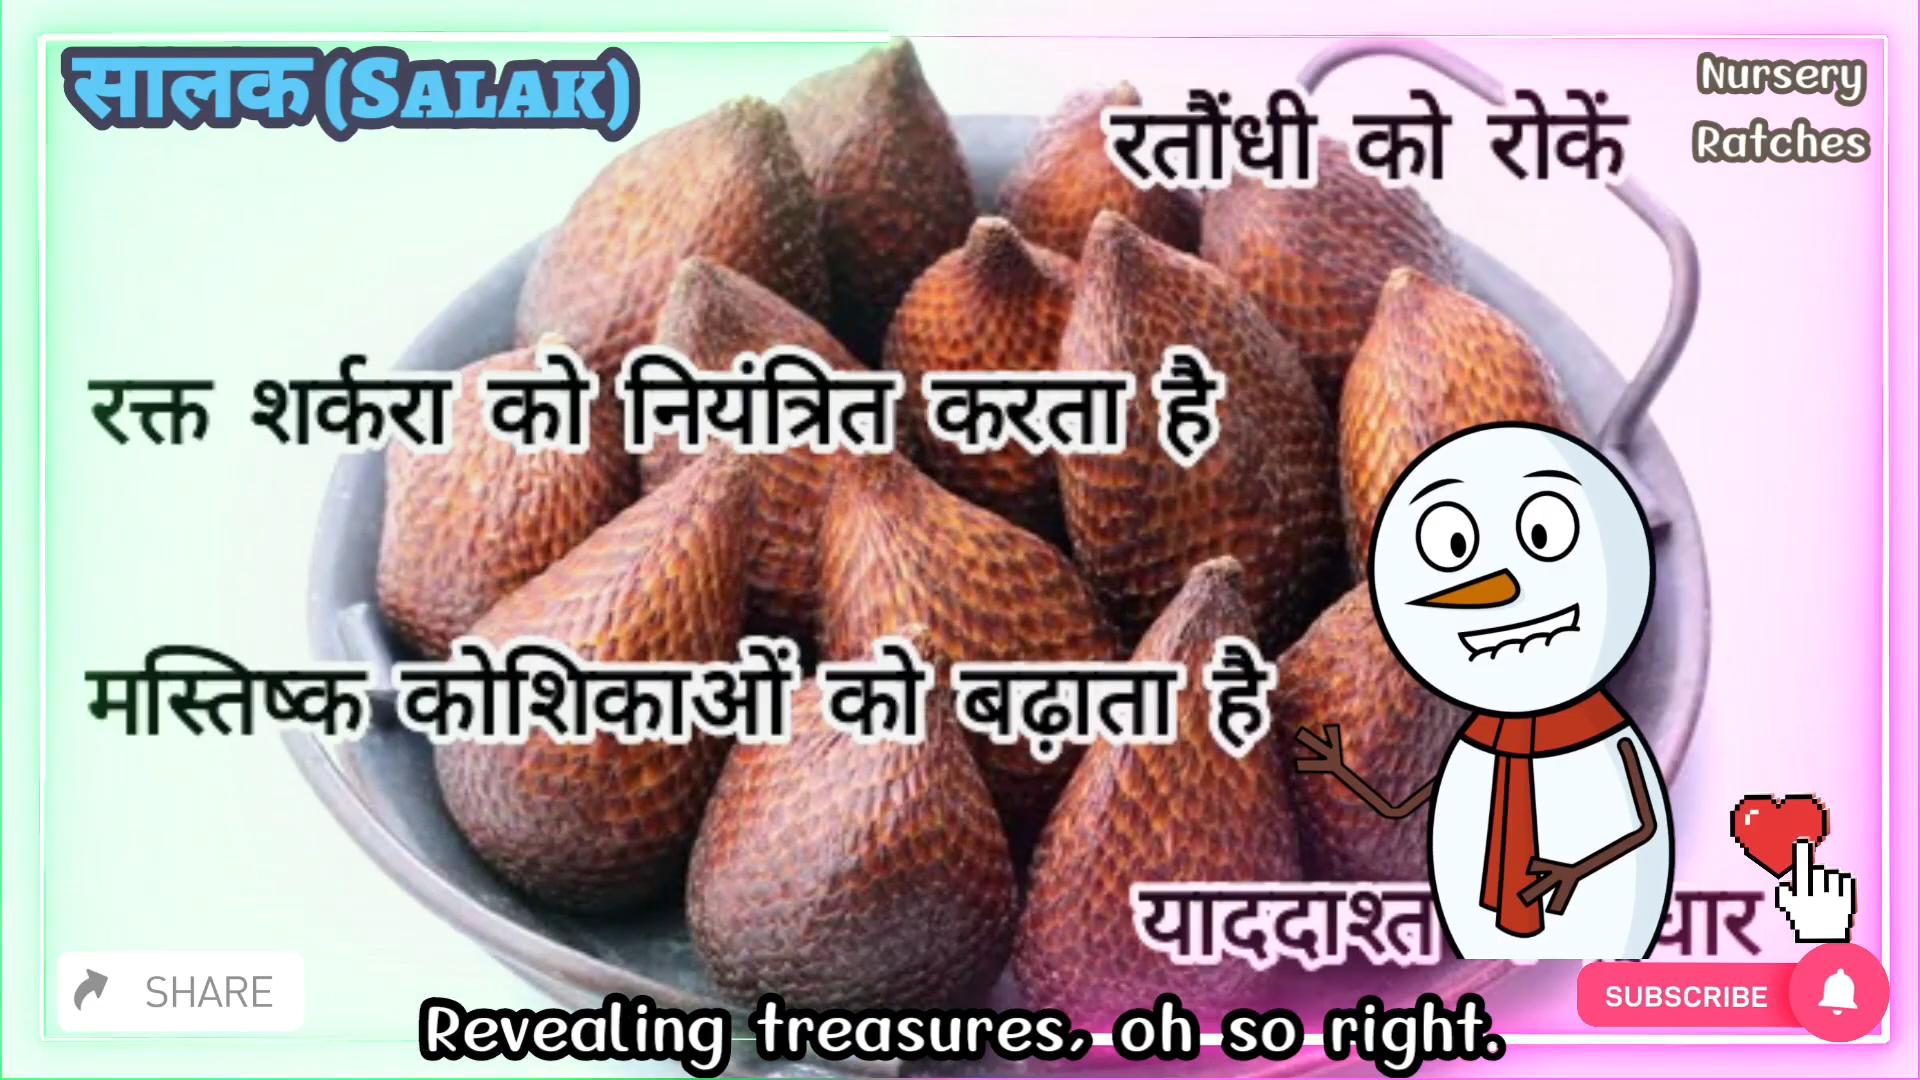 सालक(SALAK)
Nursery
Ratches
रतौंधी को रोकें
रक्त शर्करा को नियंत्रित करता है
मस्तिष्क कोशिकाओं को बढ़ाता है
याददाश्त
SHARE
SUBSCRIBE
Revealing treasures, oh so right.